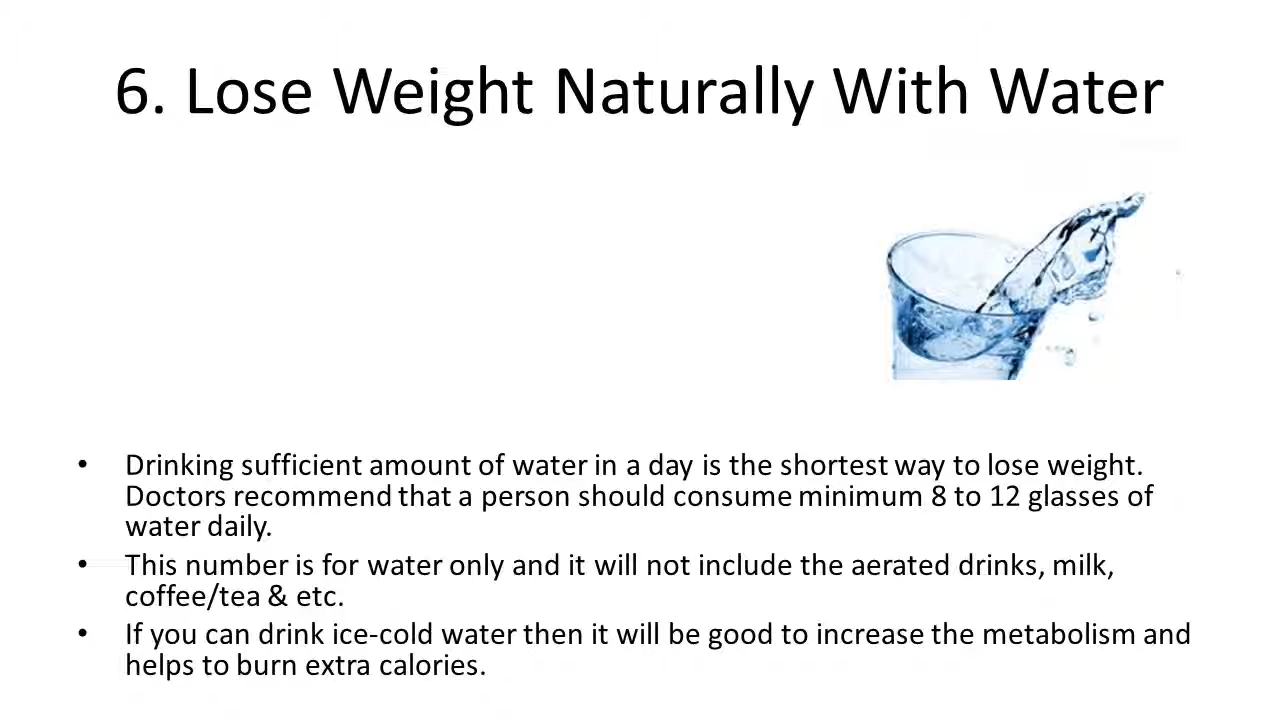 6. Lose Weight Naturally With Water
• Drinking sufficient amount of water in a day is the shortest way to lose weight.
Doctors recommend that a person should consume minimum 8 to 12 glasses of
water daily.
• This number is for water only and it will not include the aerated drinks, milk,
coffee/tea & etc.
• If you can drink ice-cold water then it will be good to increase the metabolism and
helps to burn extra calories.